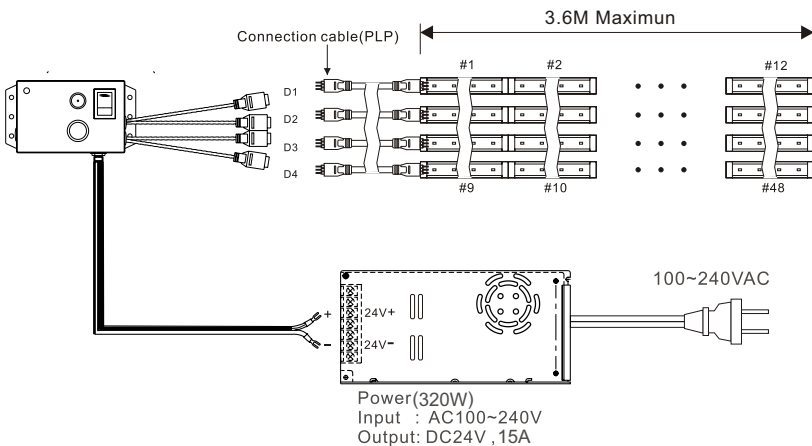 3.6M Maximun
Connection cable(PLP)
#1 #2 #12
D1
D2
D3
D4
#9 #10 #48
100~240VAC
+ 24V+
- 24V-
Power(320W)
Input : AC100~240V
Output: DC24V , 15A